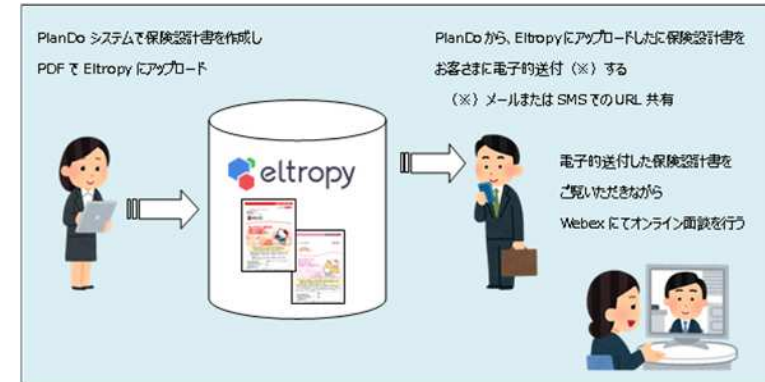 PlanDo システムで保険設計書を作成し
PDF で Eltropy にアップロード
PlanDo から、Eltropy にアップロードしたに保険設計書を
お客さまに電子的送付（※）する
（※）メールまたは SMS での URL 共有
eltropy
電子的送付した保険設計書を
ご覧いただきながら
Webex にてオンライン面談を行う